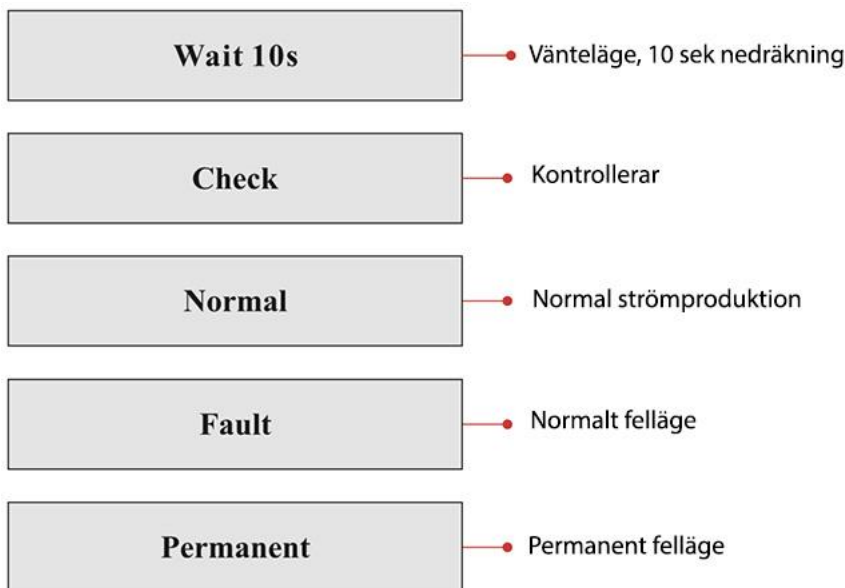 Wait 10s
Vänteläge, 10 sek nedräkning
Check
Kontrollerar
Normal
Normal strömproduktion
Fault
Normalt felläge
Permanent
Permanent felläge